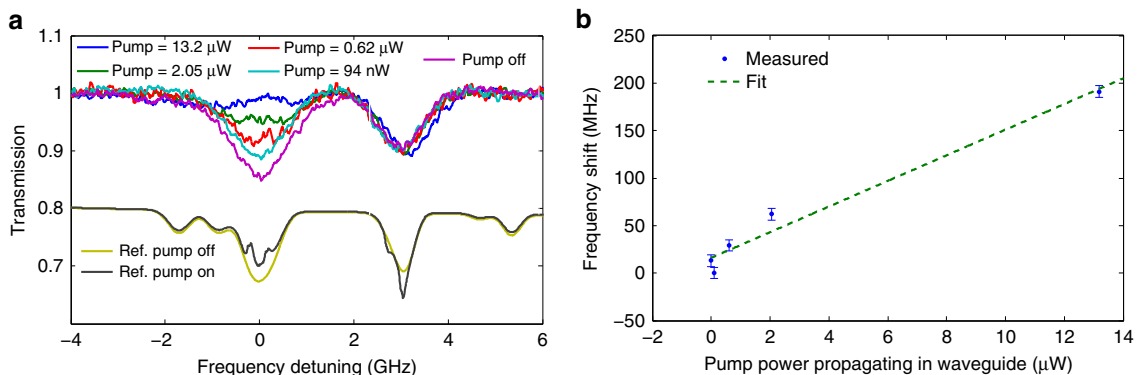 a
1.1
1
0.9
0.8
0.7
Transmission
Pump = 13.2 μW
Pump = 0.62 μW
Pump off
Pump = 2.05 μW
Pump = 94 nW
Ref. pump off
Ref. pump on
−4
−2
0
2
4
6
Frequency detuning (GHz)
b
250
200
150
100
50
0
−50
Frequency shift (MHz)
Measured
Fit
−2
0
2
4
6
8
10
12
14
Pump power propagating in waveguide (μW)